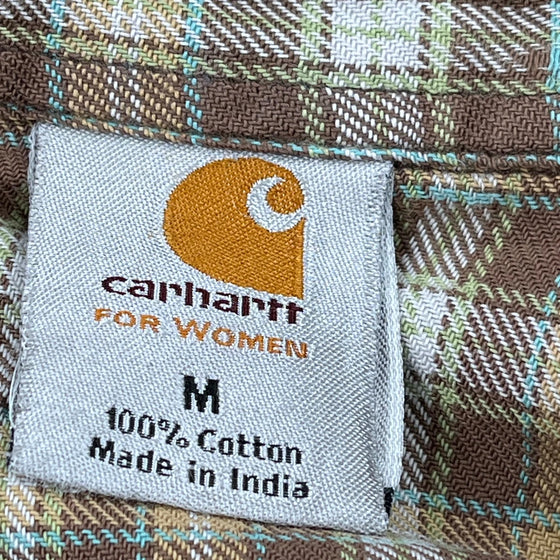 carhartt
FOR WOMEN
M
100% Cotton
Made in India